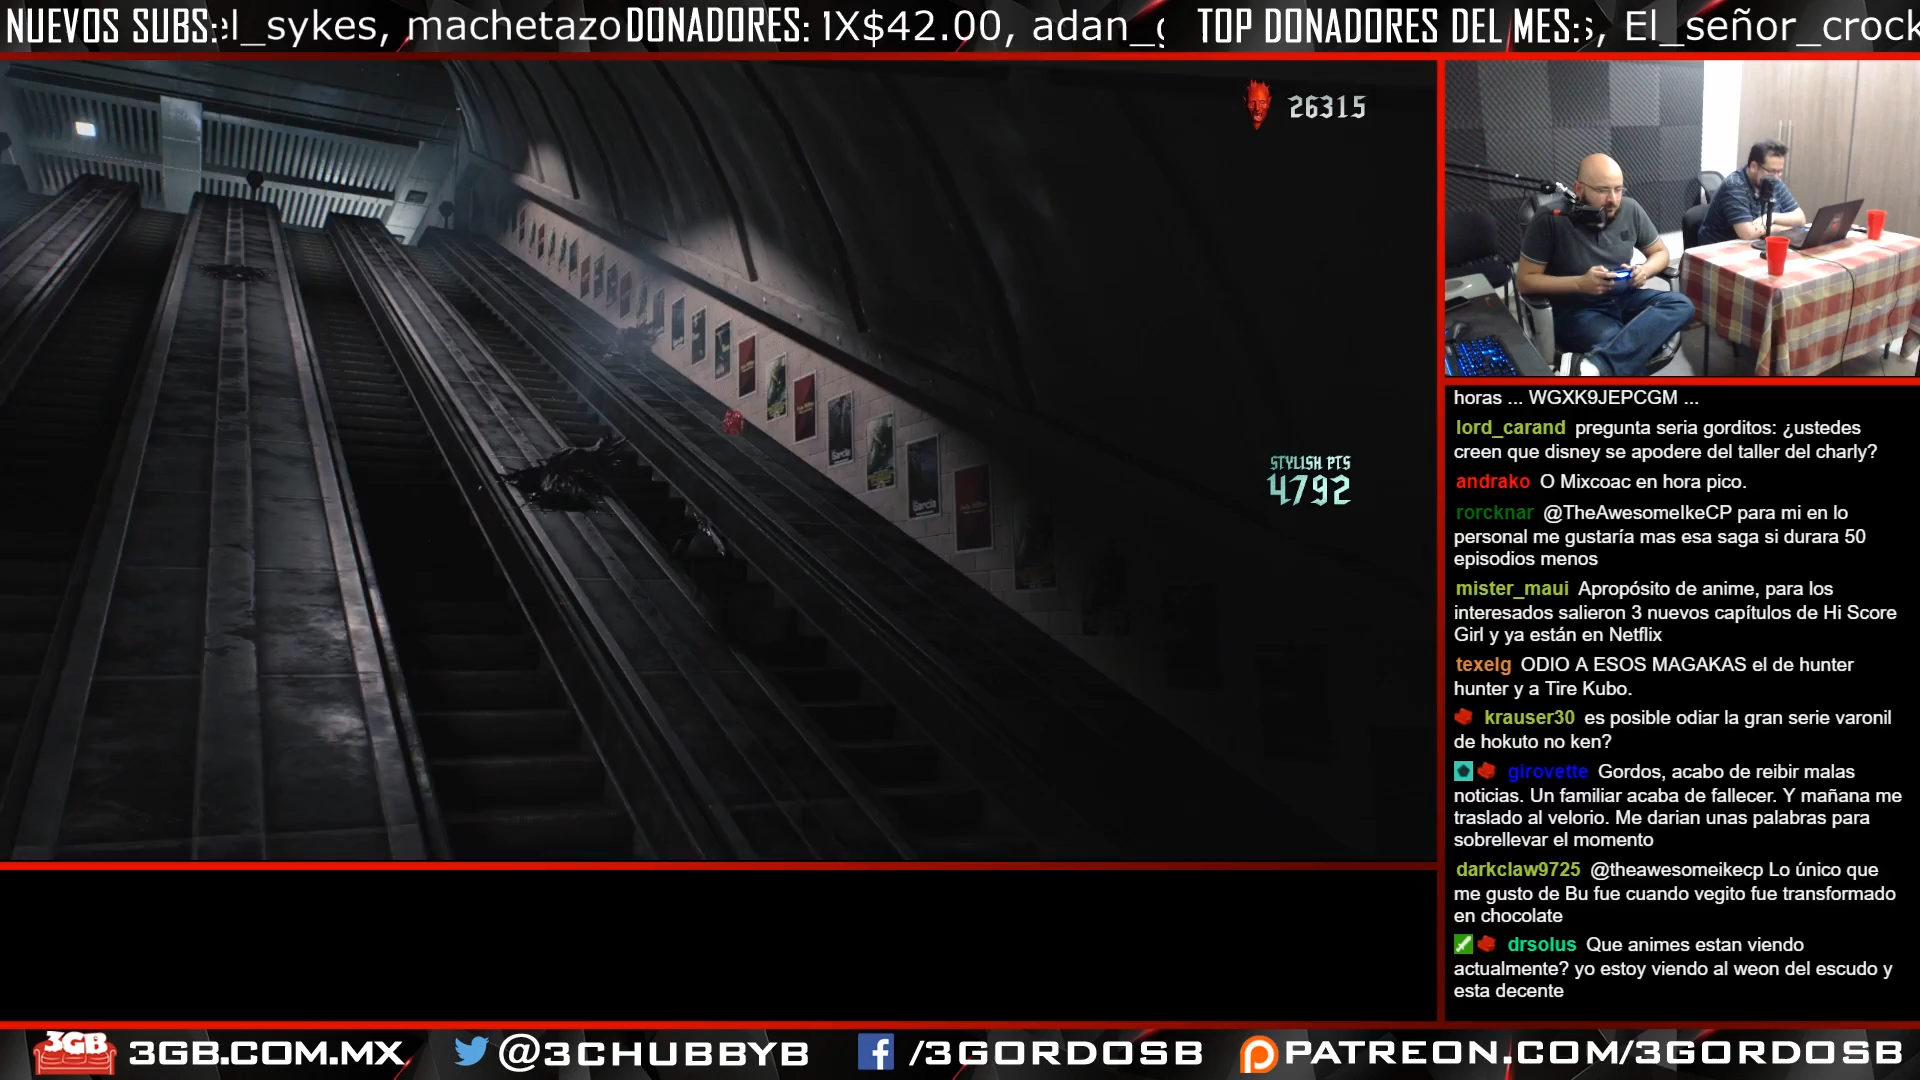 NUEVOS SUBS: el_sykes, machetazo DONADORES: 1X$42.00, adan_ TOP DONADORES DEL MES: s, El_señor_crock
26315
STYLISH PTS
4792
Garcia
Garcia
horas ... WGXK9JEPCGM ...
lord_carand pregunta seria gorditos: ¿ustedes
creen que disney se apodere del taller del charly?
andrako O Mixcoac en hora pico.
rorcknar @TheAwesomeIkeCP para mi en lo
personal me gustaría mas esa saga si durara 50
episodios menos
mister_maui Apropósito de anime, para los
interesados salieron 3 nuevos capítulos de Hi Score
Girl y ya están en Netflix
texelg ODIO A ESOS MAGAKAS el de hunter
hunter y a Tire Kubo.
krauser30 es posible odiar la gran serie varonil
de hokuto no ken?
girovette Gordos, acabo de reibir malas
noticias. Un familiar acaba de fallecer. Y mañana me
traslado al velorio. Me darian unas palabras para
sobrellevar el momento
darkclaw9725 @theawesomeikecp Lo único que
me gusto de Bu fue cuando vegito fue transformado
en chocolate
drsolus Que animes estan viendo
actualmente? yo estoy viendo al weon del escudo y
esta decente
3GB 3GB.COM.MX @3CHUBBYB /3GORDOSB PATREON.COM/3GORDOSB